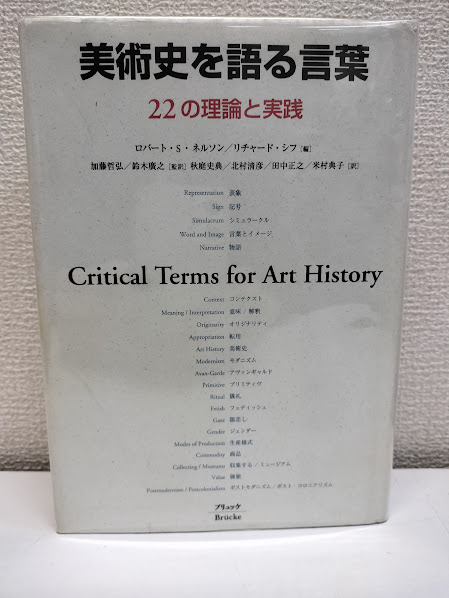 美術史を語る言葉
22の理論と実践
ロバート・S・ネルソン／リチャード・シフ［編］
加藤哲弘／鈴木廣之［監訳］秋庭史典／北村清彦／田中正之／米村典子［訳］
Representation 表象
Sign 記号
Simulacrum シミュラークル
Word and Image 言葉とイメージ
Narrative 物語
Critical Terms for Art History
Context コンテクスト
Meaning / Interpretation 意味／解釈
Originality オリジナリティ
Appropriation 転用
Art History 美術史
Modernism モダニズム
Avant-Garde アヴァンギャルド
Primitive プリミティヴ
Ritual 儀礼
Fetish フェティッシュ
Gaze 眼差し
Gender ジェンダー
Modes of Production 生産様式
Commodity 商品
Collecting / Museums 収集する／ミュージアム
Value 価値
Postmodernism / Postcolonialism ポストモダニズム／ポスト・コロニアリズム
ブリュッケ
Brücke